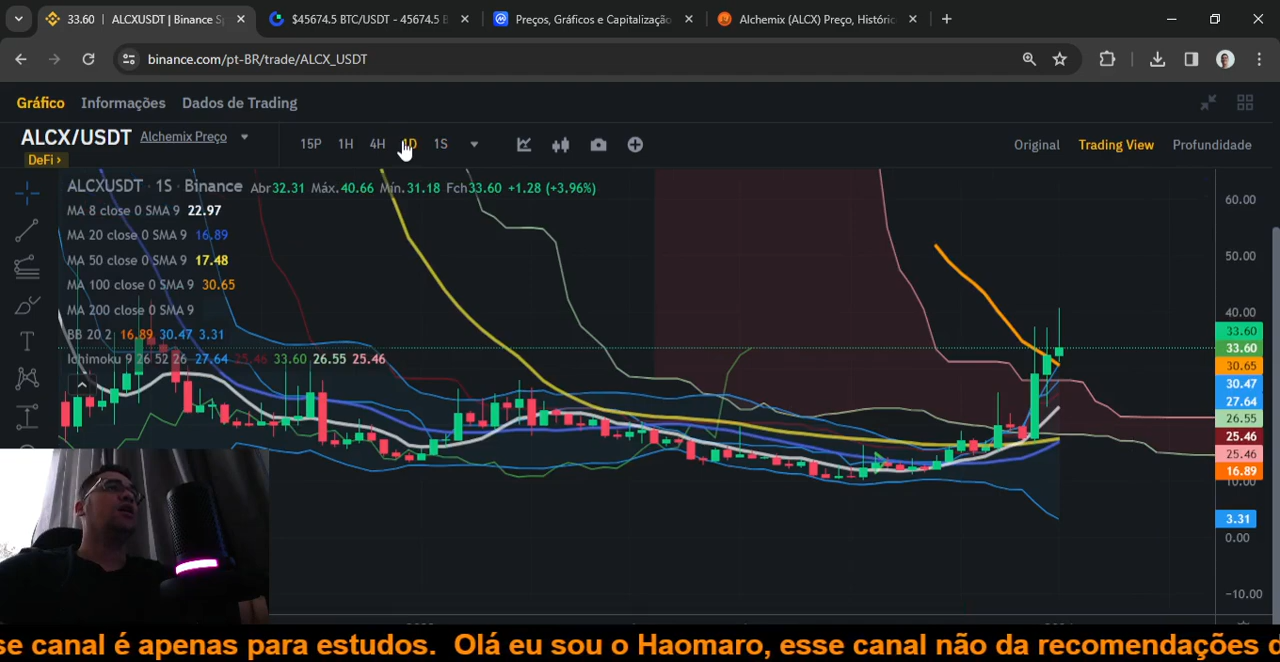 33.60 | ALCXUSDT | Binance S
$45674.5 BTC/USDT - 45674.5 B
Preços, Gráficos e Capitalização
Alchemix (ALCX) Preço, Históric
binance.com/pt-BR/trade/ALCX_USDT
Gráfico Informações Dados de Trading
ALCX/USDT Alchemix Preço
DeFi
15P 1H 4H 1D 1S
Original Trading View Profundidade
ALCXUSDT · 1S · Binance Abr32.31 Máx.40.66 Mín.31.18 Fch33.60 +1.28 (+3.96%)
MA 8 close 0 SMA 9 22.97
MA 20 close 0 SMA 9 16.89
MA 50 close 0 SMA 9 17.48
MA 100 close 0 SMA 9 30.65
MA 200 close 0 SMA 9
BB 20 2 16.89 30.47 3.31
Ichimoku 9 26 52 26 27.64 25.46 33.60 26.55 25.46
60.00
50.00
40.00
33.60
33.60
30.65
30.47
27.64
26.55
25.46
25.46
16.89
10.00
3.31
0.00
-10.00
se canal é apenas para estudos. Olá eu sou o Haomaro, esse canal não da recomendações